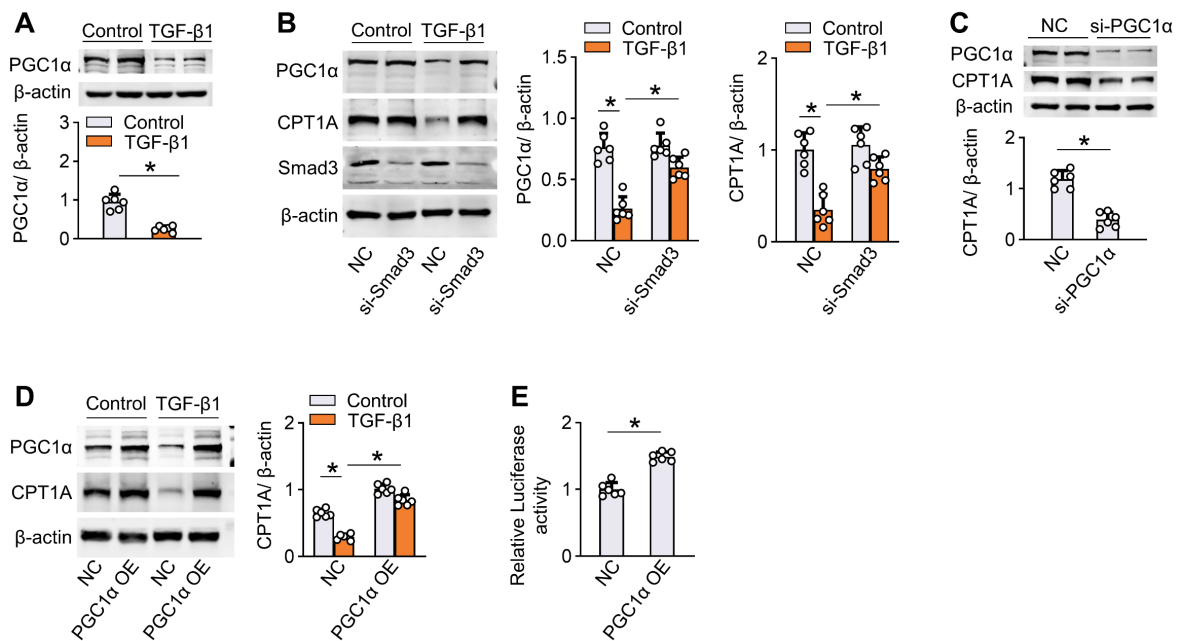 A
Control TGF-β1
PGC1α
β-actin
Control
TGF-β1
PGC1α/ β-actin
3
2
1
0
*
B
Control TGF-β1
PGC1α
CPT1A
Smad3
β-actin
NC
si-Smad3
NC
si-Smad3
Control
TGF-β1
PGC1α/ β-actin
1.5
1.0
0.5
0.0
*
*
NC
si-Smad3
Control
TGF-β1
CPT1A/ β-actin
2
1
0
*
*
NC
si-Smad3
C
NC si-PGC1α
PGC1α
CPT1A
β-actin
CPT1A/ β-actin
2
1
0
*
NC
si-PGC1α
D
Control TGF-β1
PGC1α
CPT1A
β-actin
NC
PGC1α OE
NC
PGC1α OE
Control
TGF-β1
CPT1A/ β-actin
2
1
0
*
*
NC
PGC1α OE
E
Relative Luciferase
activity
2
1
0
*
NC
PGC1α OE